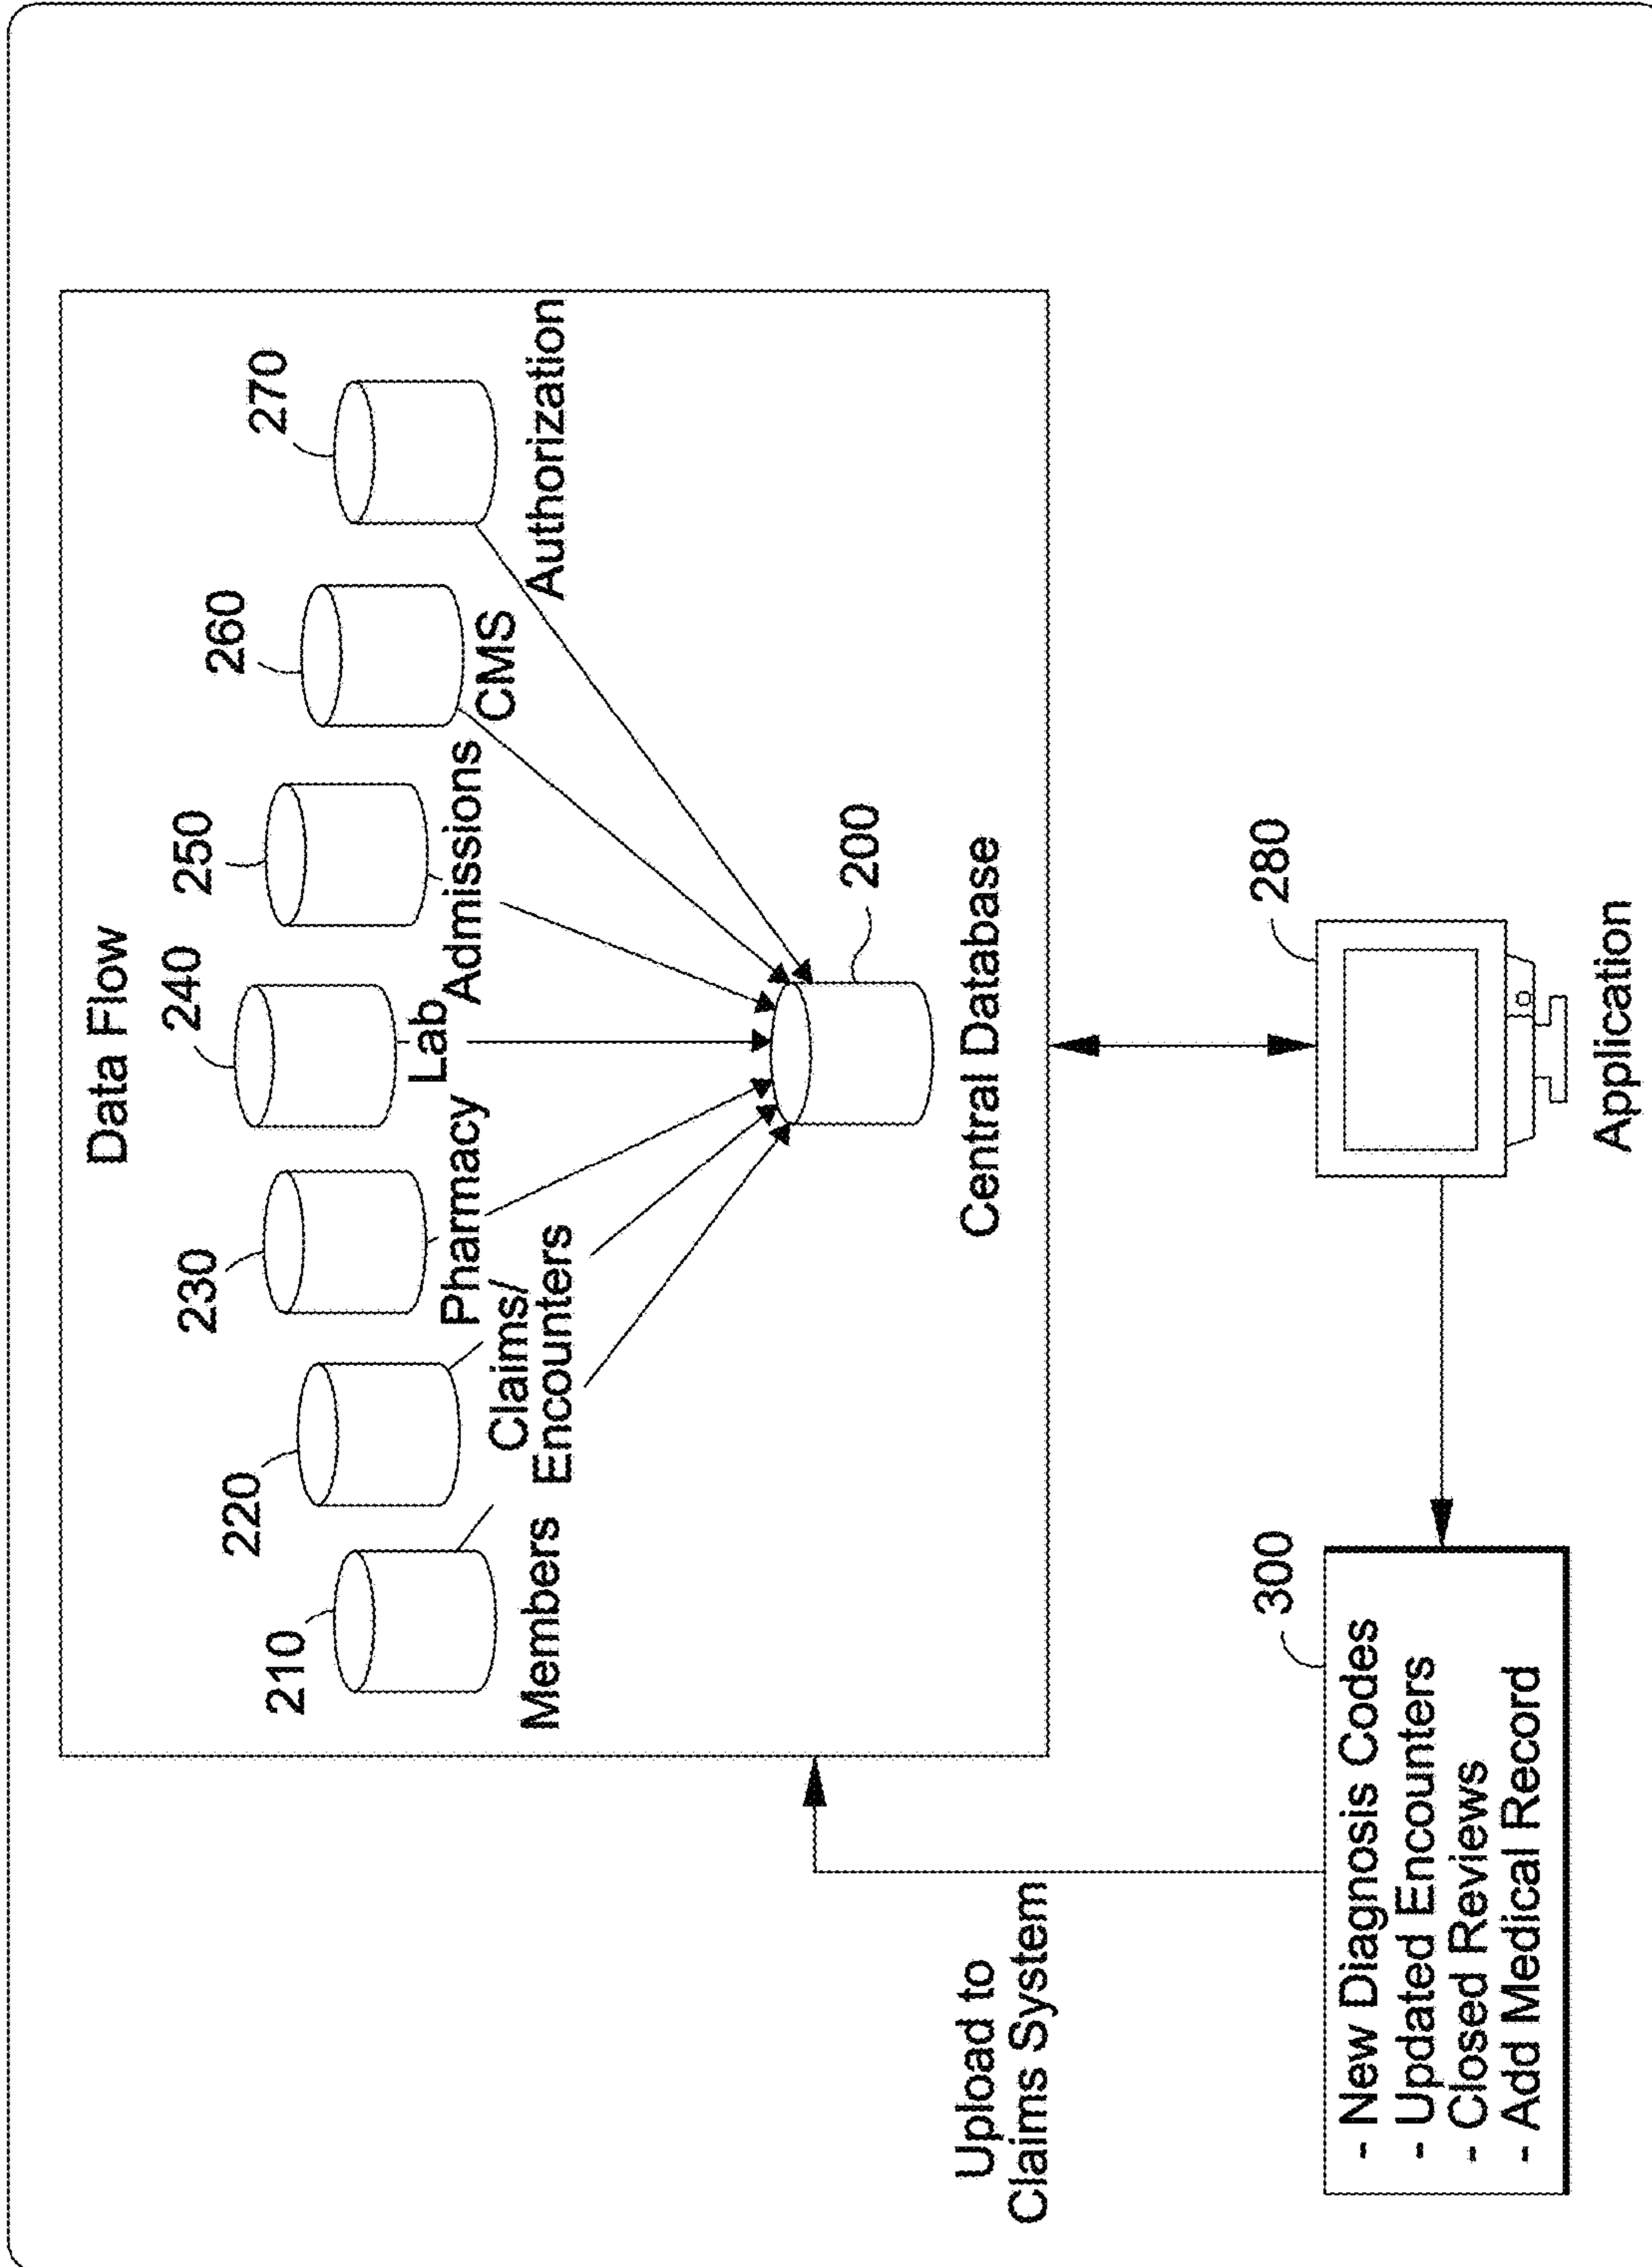 Data Flow
210
220
230
240
250
260
270
Members
Claims/
Encounters
Pharmacy
Lab
Admissions
CMS
Authorization
200
Central Database
Upload to
Claims System
300
- New Diagnosis Codes
- Updated Encounters
- Closed Reviews
- Add Medical Record
280
Application